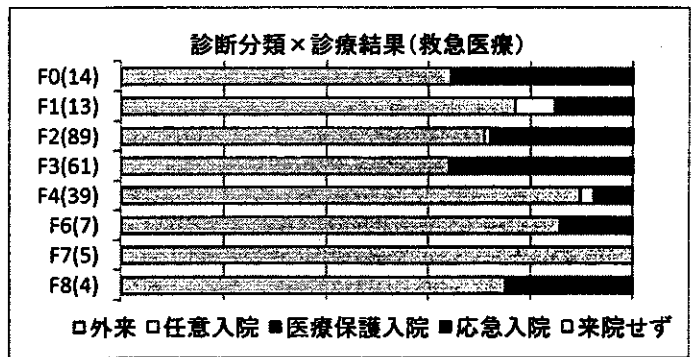 診断分類×診療結果(救急医療)
F0(14)
F1(13)
F2(89)
F3(61)
F4(39)
F6(7)
F7(5)
F8(4)
□外来 □任意入院 ■医療保護入院 ■応急入院 □来院せず